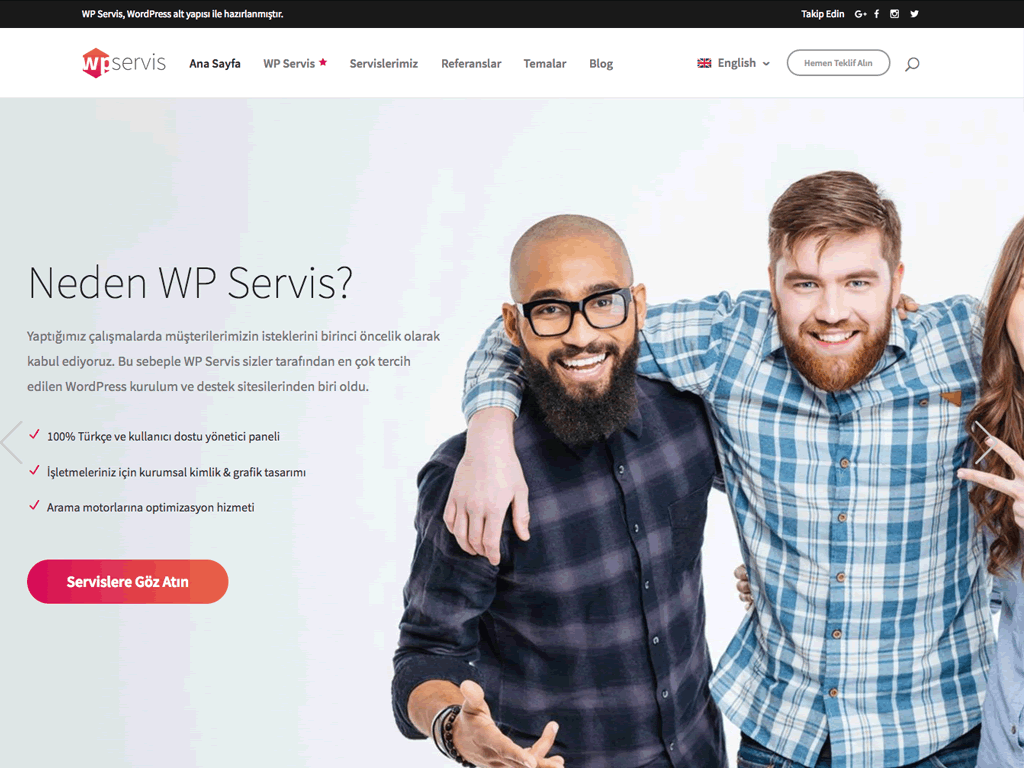 WP Servis, WordPress alt yapısı ile hazırlanmıştır.
Takip Edin
wpservis
Ana Sayfa
WP Servis
Servislerimiz
Referanslar
Temalar
Blog
English
Hemen Teklif Alın
Neden WP Servis?
Yaptığımız çalışmalarda müşterilerimizin isteklerini birinci öncelik olarak
kabul ediyoruz. Bu sebeple WP Servis sizler tarafından en çok tercih
edilen WordPress kurulum ve destek sitesilerinden biri oldu.
100% Türkçe ve kullanıcı dostu yönetici paneli
İşletmeleriniz için kurumsal kimlik & grafik tasarımı
Arama motorlarına optimizasyon hizmeti
Servislere Göz Atın